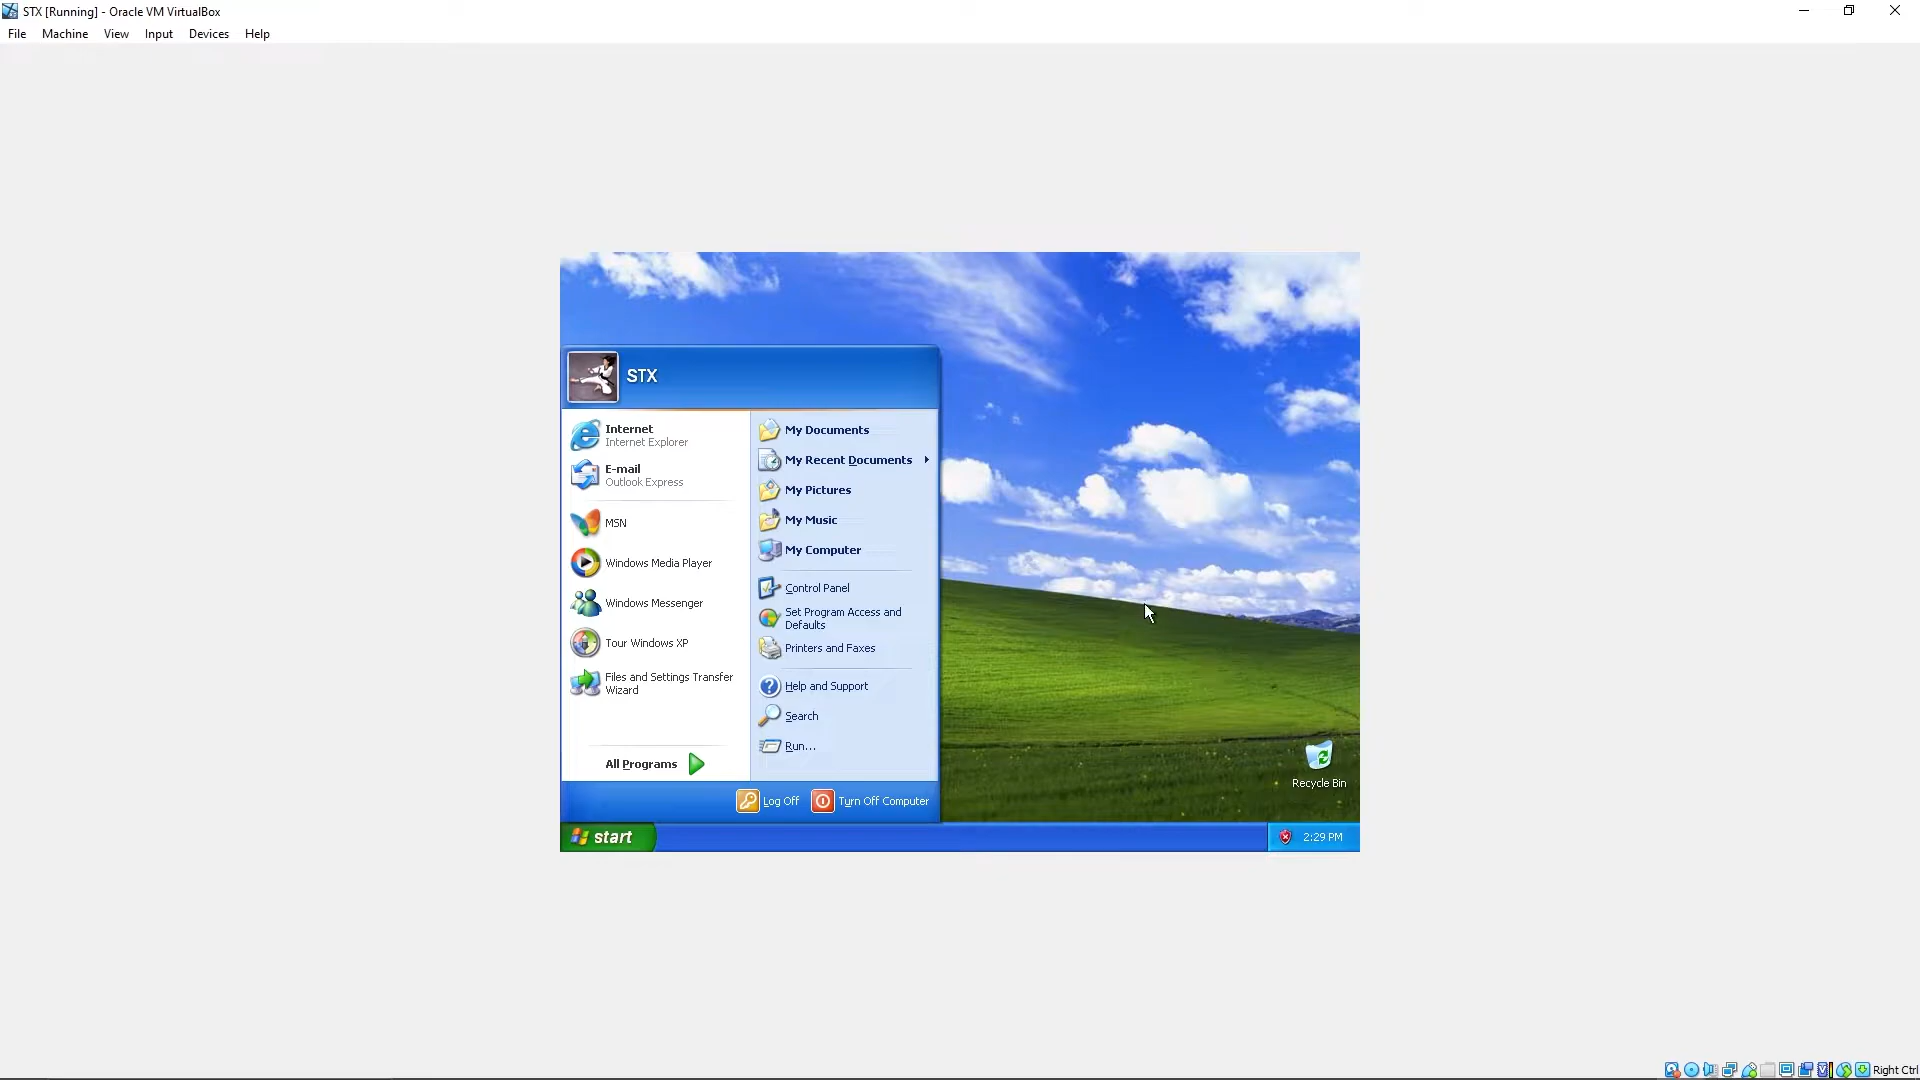 STX [Running] - Oracle VM VirtualBox
File Machine View Input Devices Help
STX
Internet
Internet Explorer
E-mail
Outlook Express
MSN
Windows Media Player
Windows Messenger
Tour Windows XP
Files and Settings Transfer
Wizard
All Programs
My Documents
My Recent Documents
My Pictures
My Music
My Computer
Control Panel
Set Program Access and
Defaults
Printers and Faxes
Help and Support
Search
Run...
Log Off
Turn Off Computer
Recycle Bin
start
2:29 PM
Right Ctrl